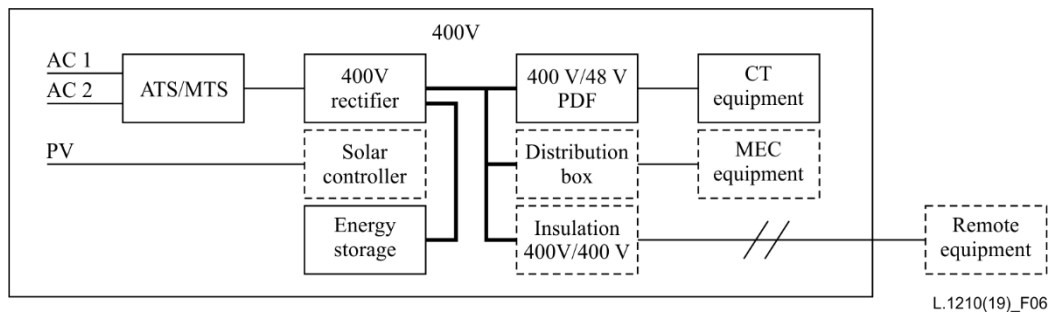 400V
AC 1
AC 2
ATS/MTS
400V
rectifier
400 V/48 V
PDF
CT
equipment
PV
Solar
controller
Distribution
box
MEC
equipment
Energy
storage
Insulation
400V/400 V
Remote
equipment
L.1210(19)_F06